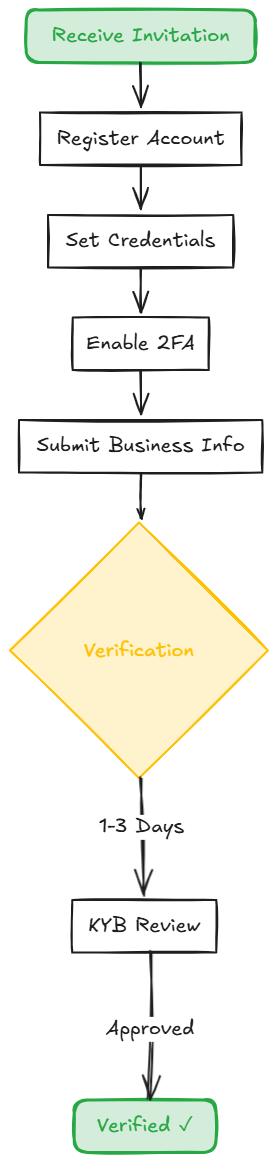 Receive Invitation
Register Account
Set Credentials
Enable 2FA
Submit Business Info
Verification
1-3 Days
KYB Review
Approved
Verified ✓